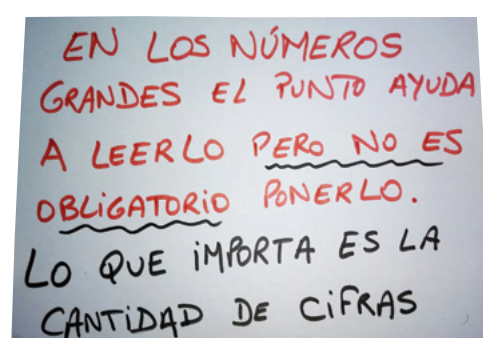 EN LOS NÚMEROS
GRANDES EL PUNTO AYUDA
A LEERLO PERO NO ES
OBLIGATORIO PONERLO.
LO QUE IMPORTA ES LA
CANTIDAD DE CIFRAS